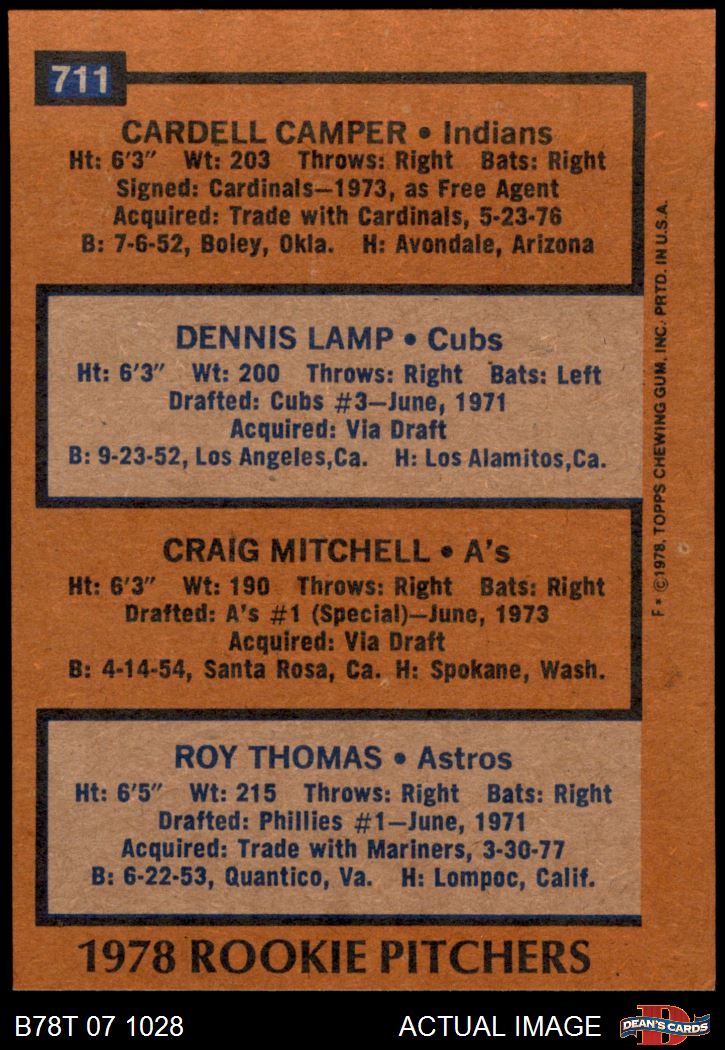 711
CARDELL CAMPER • Indians
Ht: 6'3" Wt: 203 Throws: Right Bats: Right
Signed: Cardinals—1973, as Free Agent
Acquired: Trade with Cardinals, 5-23-76
B: 7-6-52, Boley, Okla. H: Avondale, Arizona
DENNIS LAMP • Cubs
Ht: 6'3" Wt: 200 Throws: Right Bats: Left
Drafted: Cubs #3—June, 1971
Acquired: Via Draft
B: 9-23-52, Los Angeles,Ca. H: Los Alamitos,Ca.
CRAIG MITCHELL • A's
Ht: 6'3" Wt: 190 Throws: Right Bats: Right
Drafted: A's #1 (Special)—June, 1973
Acquired: Via Draft
B: 4-14-54, Santa Rosa, Ca. H: Spokane, Wash.
ROY THOMAS • Astros
Ht: 6'5" Wt: 215 Throws: Right Bats: Right
Drafted: Phillies #1—June, 1971
Acquired: Trade with Mariners, 3-30-77
B: 6-22-53, Quantico, Va. H: Lompoc, Calif.
1978 ROOKIE PITCHERS
F* ©1978, TOPPS CHEWING GUM, INC. PRTD. IN U.S.A.
B78T 07 1028 ACTUAL IMAGE
D
DEAN'S CARDS